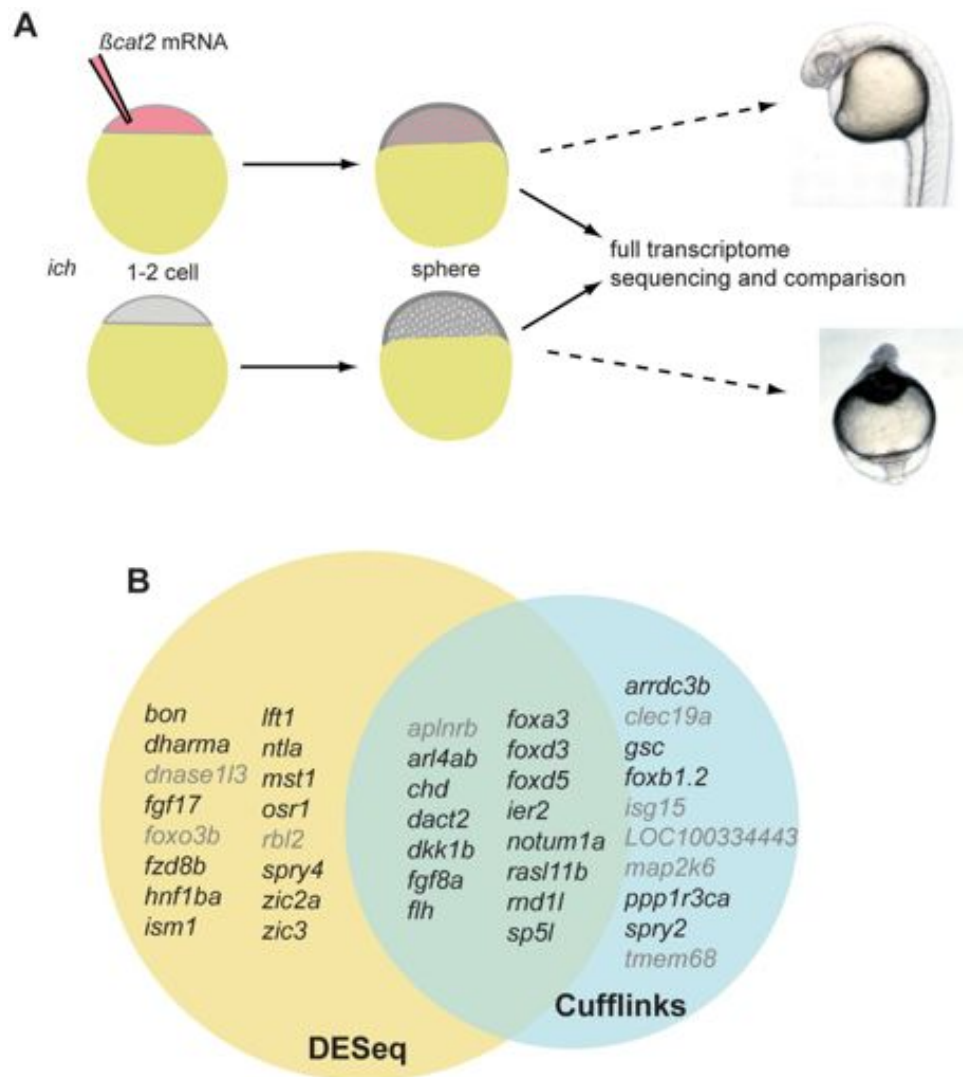 A
ßcat2 mRNA
ich
1-2 cell
sphere
full transcriptome
sequencing and comparison
B
bon
dharma
dnase1l3
fgf17
foxo3b
fzd8b
hnf1ba
ism1
lft1
ntla
mst1
osr1
rbl2
spry4
zic2a
zic3
aplnrb
arl4ab
chd
dact2
dkk1b
fgf8a
flh
foxa3
foxd3
foxd5
ier2
notum1a
rasl11b
rnd1l
sp5l
arrdc3b
clec19a
gsc
foxb1.2
isg15
LOC100334443
map2k6
ppp1r3ca
spry2
tmem68
Cufflinks
DESeq